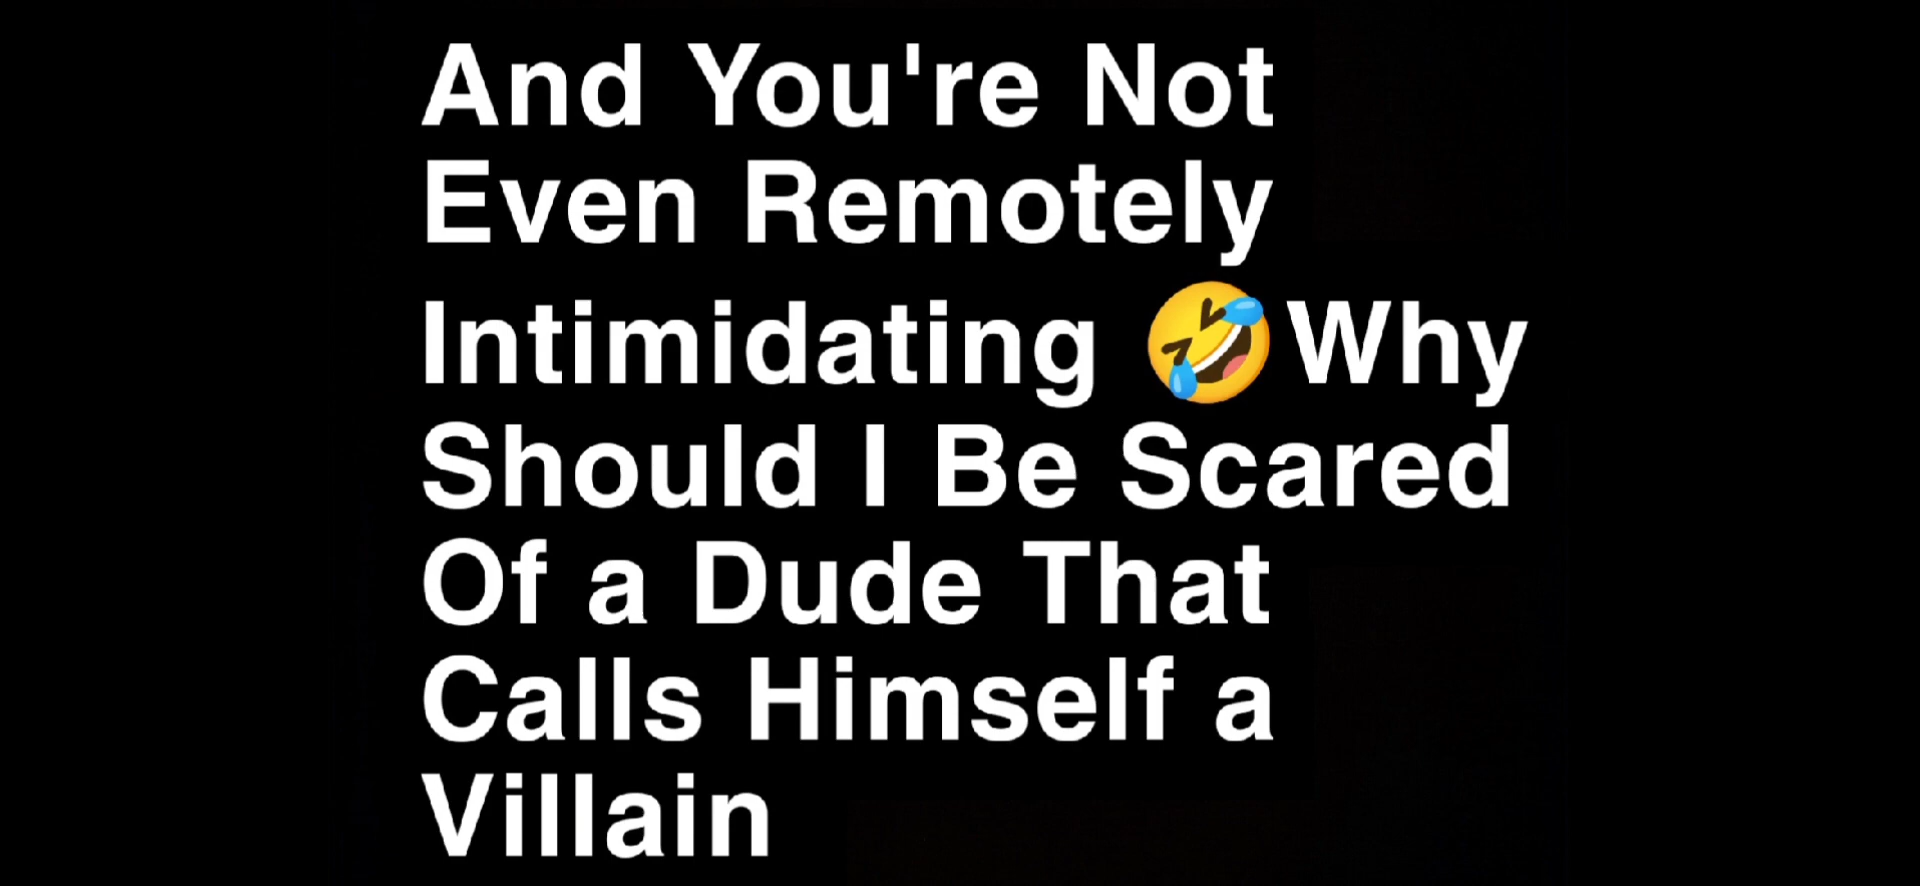 And You're Not
Even Remotely
Intimidating 🤣Why
Should I Be Scared
Of a Dude That
Calls Himself a
Villain